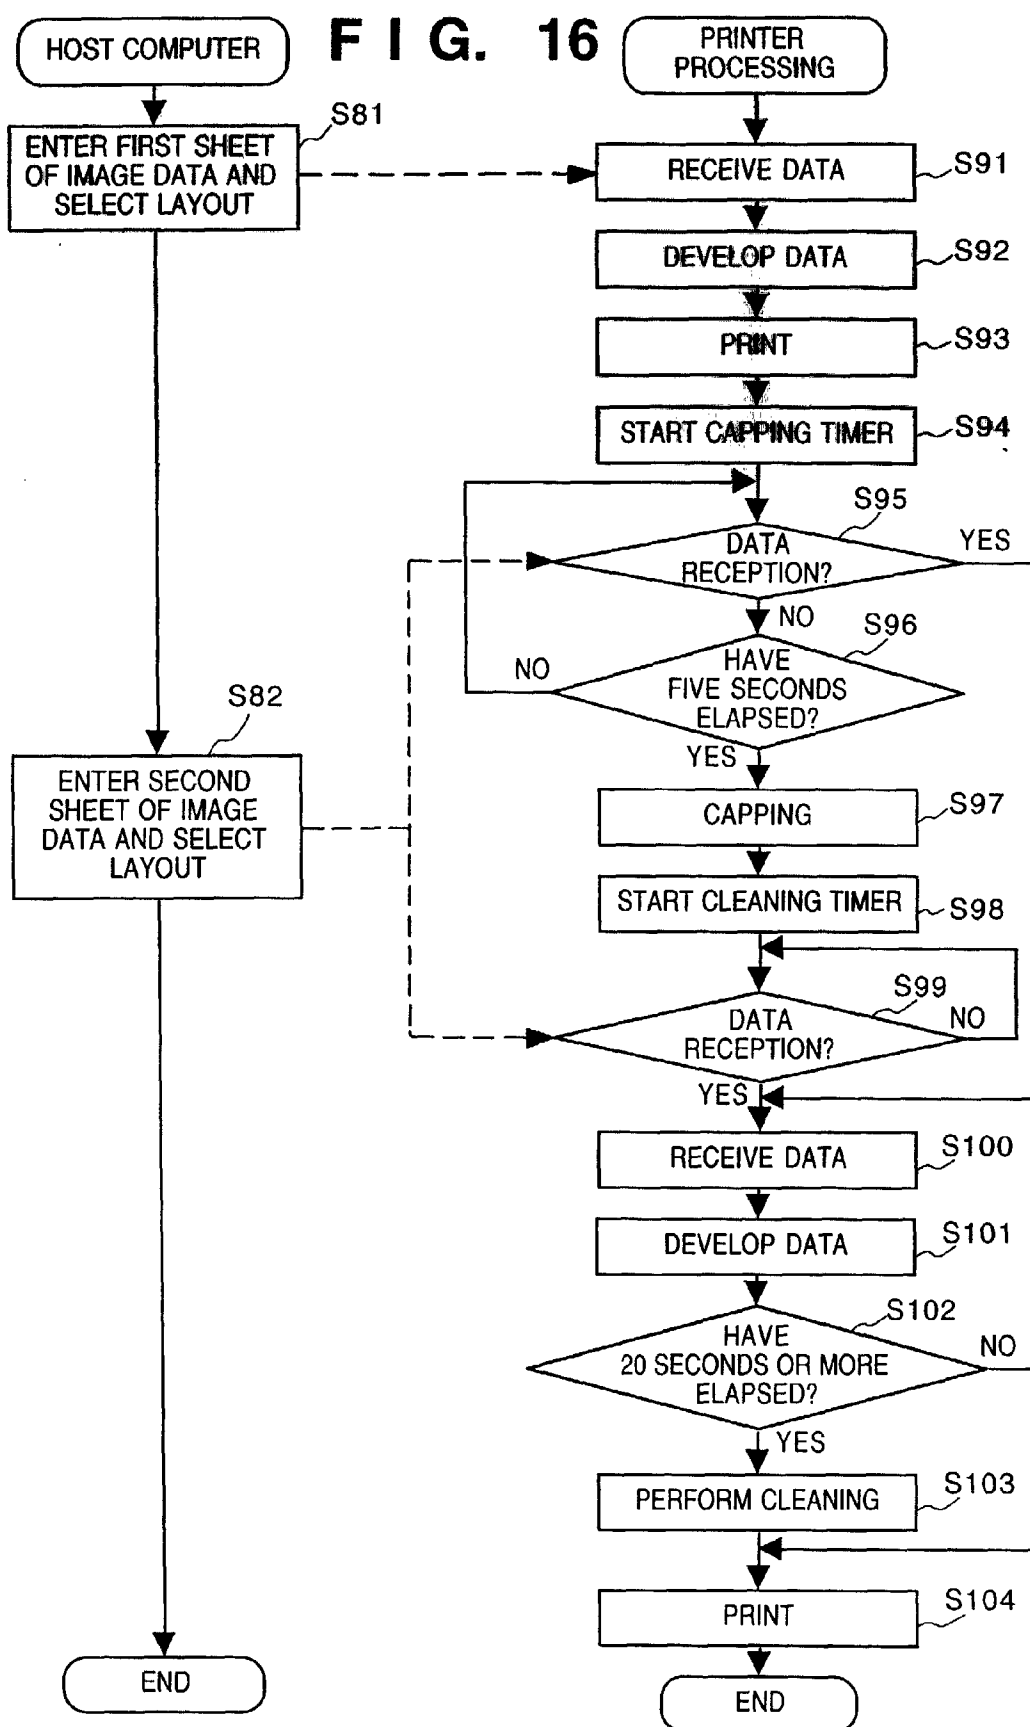 FIG. 16
HOST COMPUTER
S81
ENTER FIRST SHEET
OF IMAGE DATA AND
SELECT LAYOUT
S82
ENTER SECOND
SHEET OF IMAGE
DATA AND SELECT
LAYOUT
END
PRINTER
PROCESSING
RECEIVE DATA
S91
DEVELOP DATA
S92
PRINT
S93
START CAPPING TIMER
S94
S95
DATA
RECEPTION?
YES
NO
S96
HAVE
FIVE SECONDS
ELAPSED?
NO
YES
CAPPING
S97
START CLEANING TIMER
S98
S99
DATA
RECEPTION?
NO
YES
RECEIVE DATA
S100
DEVELOP DATA
S101
S102
HAVE
20 SECONDS OR MORE
ELAPSED?
NO
YES
PERFORM CLEANING
S103
PRINT
S104
END